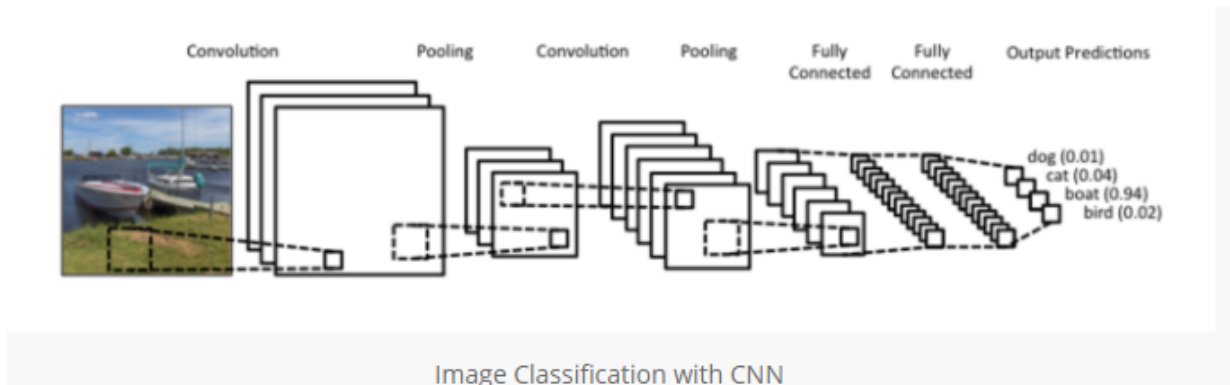 Convolution Pooling Convolution Pooling Fully Connected Fully Connected Output Predictions
dog (0.01)
cat (0.04)
boat (0.94)
bird (0.02)
Image Classification with CNN